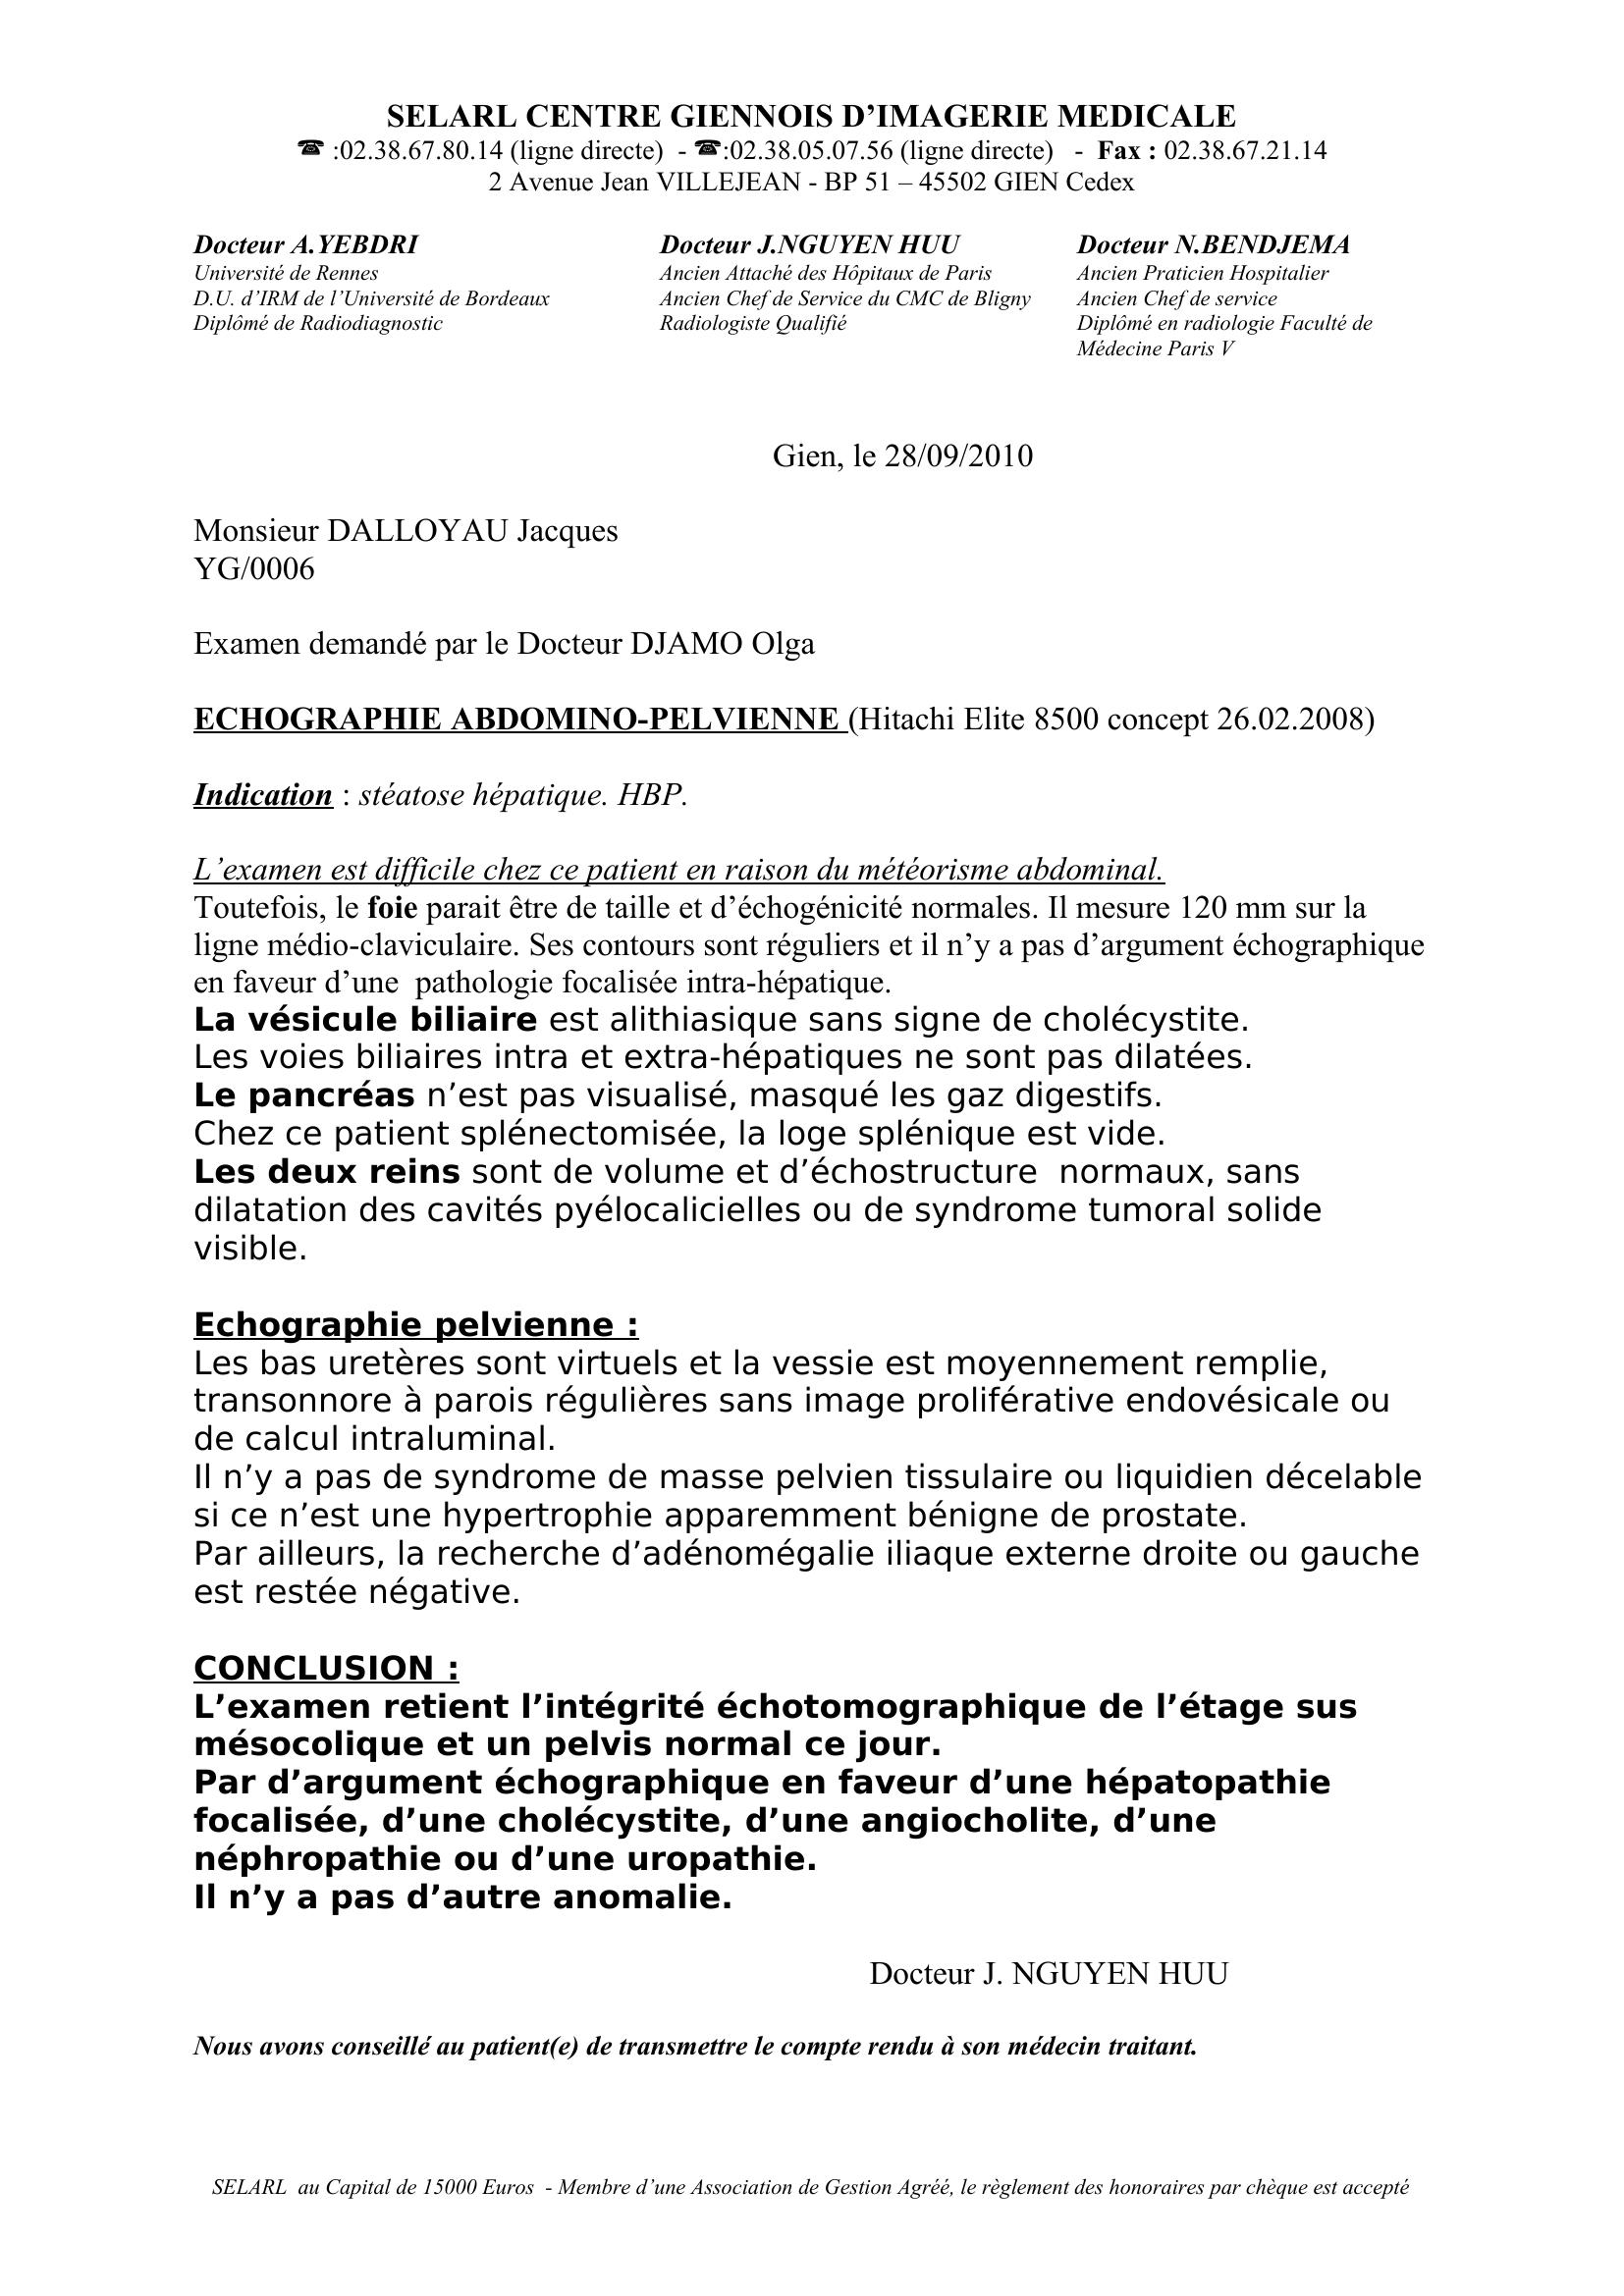 SELARL CENTRE GIENNOIS D’IMAGERIE MEDICALE
☎ :02.38.67.80.14 (ligne directe) - ☎:02.38.05.07.56 (ligne directe) - Fax : 02.38.67.21.14
2 Avenue Jean VILLEJEAN - BP 51 – 45502 GIEN Cedex
Docteur A.YEBDRI
Université de Rennes
D.U. d’IRM de l’Université de Bordeaux
Diplômé de Radiodiagnostic
Docteur J.NGUYEN HUU
Ancien Attaché des Hôpitaux de Paris
Ancien Chef de Service du CMC de Bligny
Radiologiste Qualifié
Docteur N.BENDJEMA
Ancien Praticien Hospitalier
Ancien Chef de service
Diplômé en radiologie Faculté de
Médecine Paris V
Gien, le 28/09/2010
Monsieur DALLOYAU Jacques
YG/0006
Examen demandé par le Docteur DJAMO Olga
ECHOGRAPHIE ABDOMINO-PELVIENNE (Hitachi Elite 8500 concept 26.02.2008)
Indication : stéatose hépatique. HBP.
L’examen est difficile chez ce patient en raison du météorisme abdominal.
Toutefois, le foie parait être de taille et d’échogénicité normales. Il mesure 120 mm sur la
ligne médio-claviculaire. Ses contours sont réguliers et il n’y a pas d’argument échographique
en faveur d’une  pathologie focalisée intra-hépatique.
La vésicule biliaire est alithiasique sans signe de cholécystite.
Les voies biliaires intra et extra-hépatiques ne sont pas dilatées.
Le pancréas n’est pas visualisé, masqué les gaz digestifs.
Chez ce patient splénectomisée, la loge splénique est vide.
Les deux reins sont de volume et d’échostructure  normaux, sans
dilatation des cavités pyélocalicielles ou de syndrome tumoral solide
visible.
Echographie pelvienne :
Les bas uretères sont virtuels et la vessie est moyennement remplie,
transonnore à parois régulières sans image proliférative endovésicale ou
de calcul intraluminal.
Il n’y a pas de syndrome de masse pelvien tissulaire ou liquidien décelable
si ce n’est une hypertrophie apparemment bénigne de prostate.
Par ailleurs, la recherche d’adénomégalie iliaque externe droite ou gauche
est restée négative.
CONCLUSION :
L’examen retient l’intégrité échotomographique de l’étage sus
mésocolique et un pelvis normal ce jour.
Par d’argument échographique en faveur d’une hépatopathie
focalisée, d’une cholécystite, d’une angiocholite, d’une
néphropathie ou d’une uropathie.
Il n’y a pas d’autre anomalie.
Docteur J. NGUYEN HUU
Nous avons conseillé au patient(e) de transmettre le compte rendu à son médecin traitant.
SELARL  au Capital de 15000 Euros  - Membre d’une Association de Gestion Agréé, le règlement des honoraires par chèque est accepté